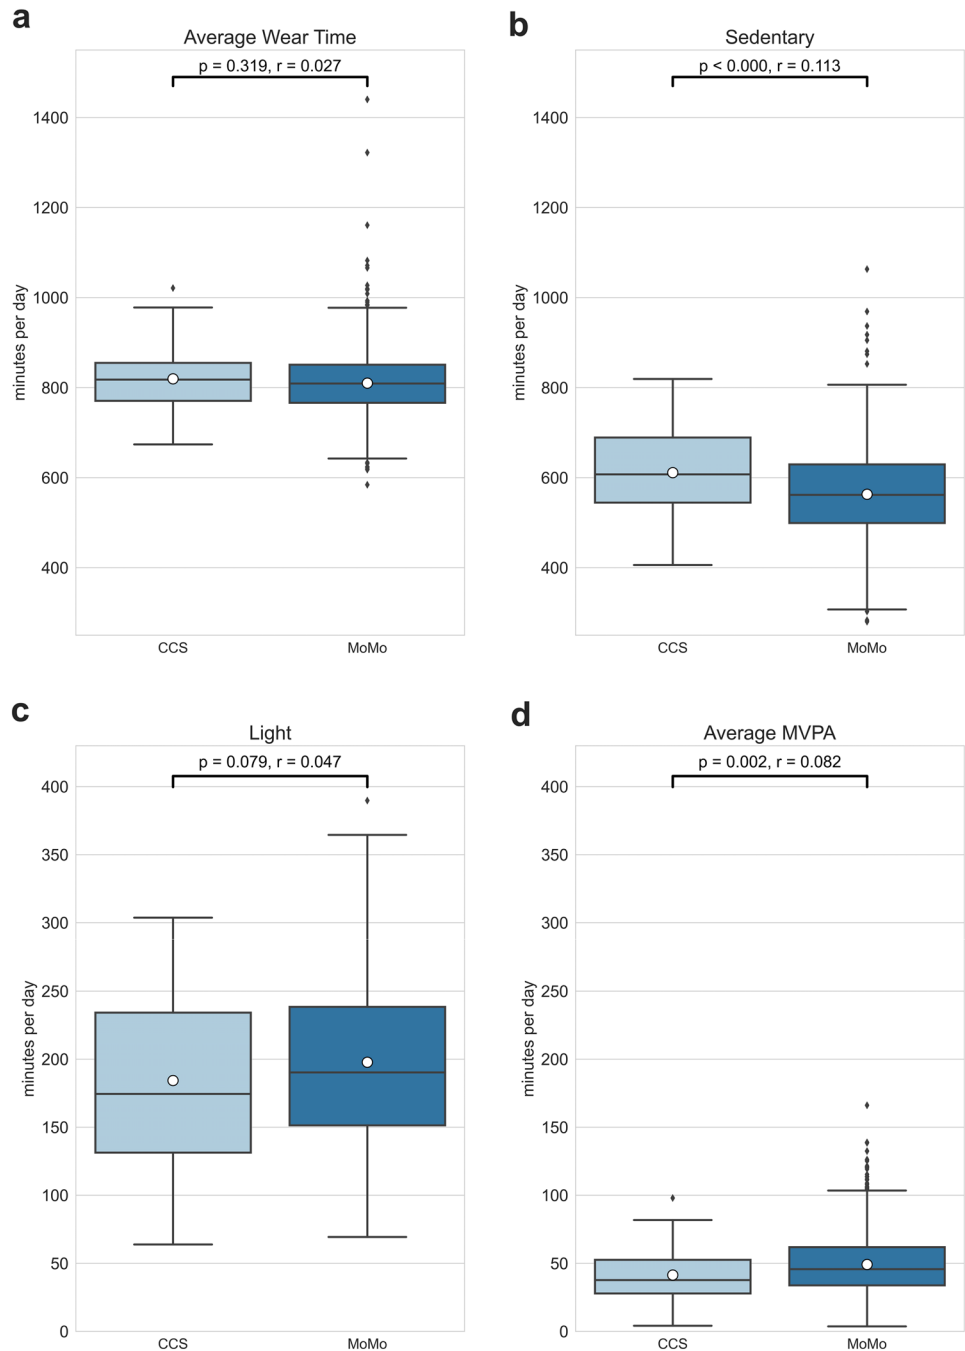 a
Average Wear Time
p = 0.319, r = 0.027
1400
1200
1000
800
600
400
minutes per day
CCS
MoMo
b
Sedentary
p < 0.000, r = 0.113
1400
1200
1000
800
600
400
minutes per day
CCS
MoMo
c
Light
p = 0.079, r = 0.047
400
350
300
250
200
150
100
50
0
minutes per day
CCS
MoMo
d
Average MVPA
p = 0.002, r = 0.082
400
350
300
250
200
150
100
50
0
minutes per day
CCS
MoMo